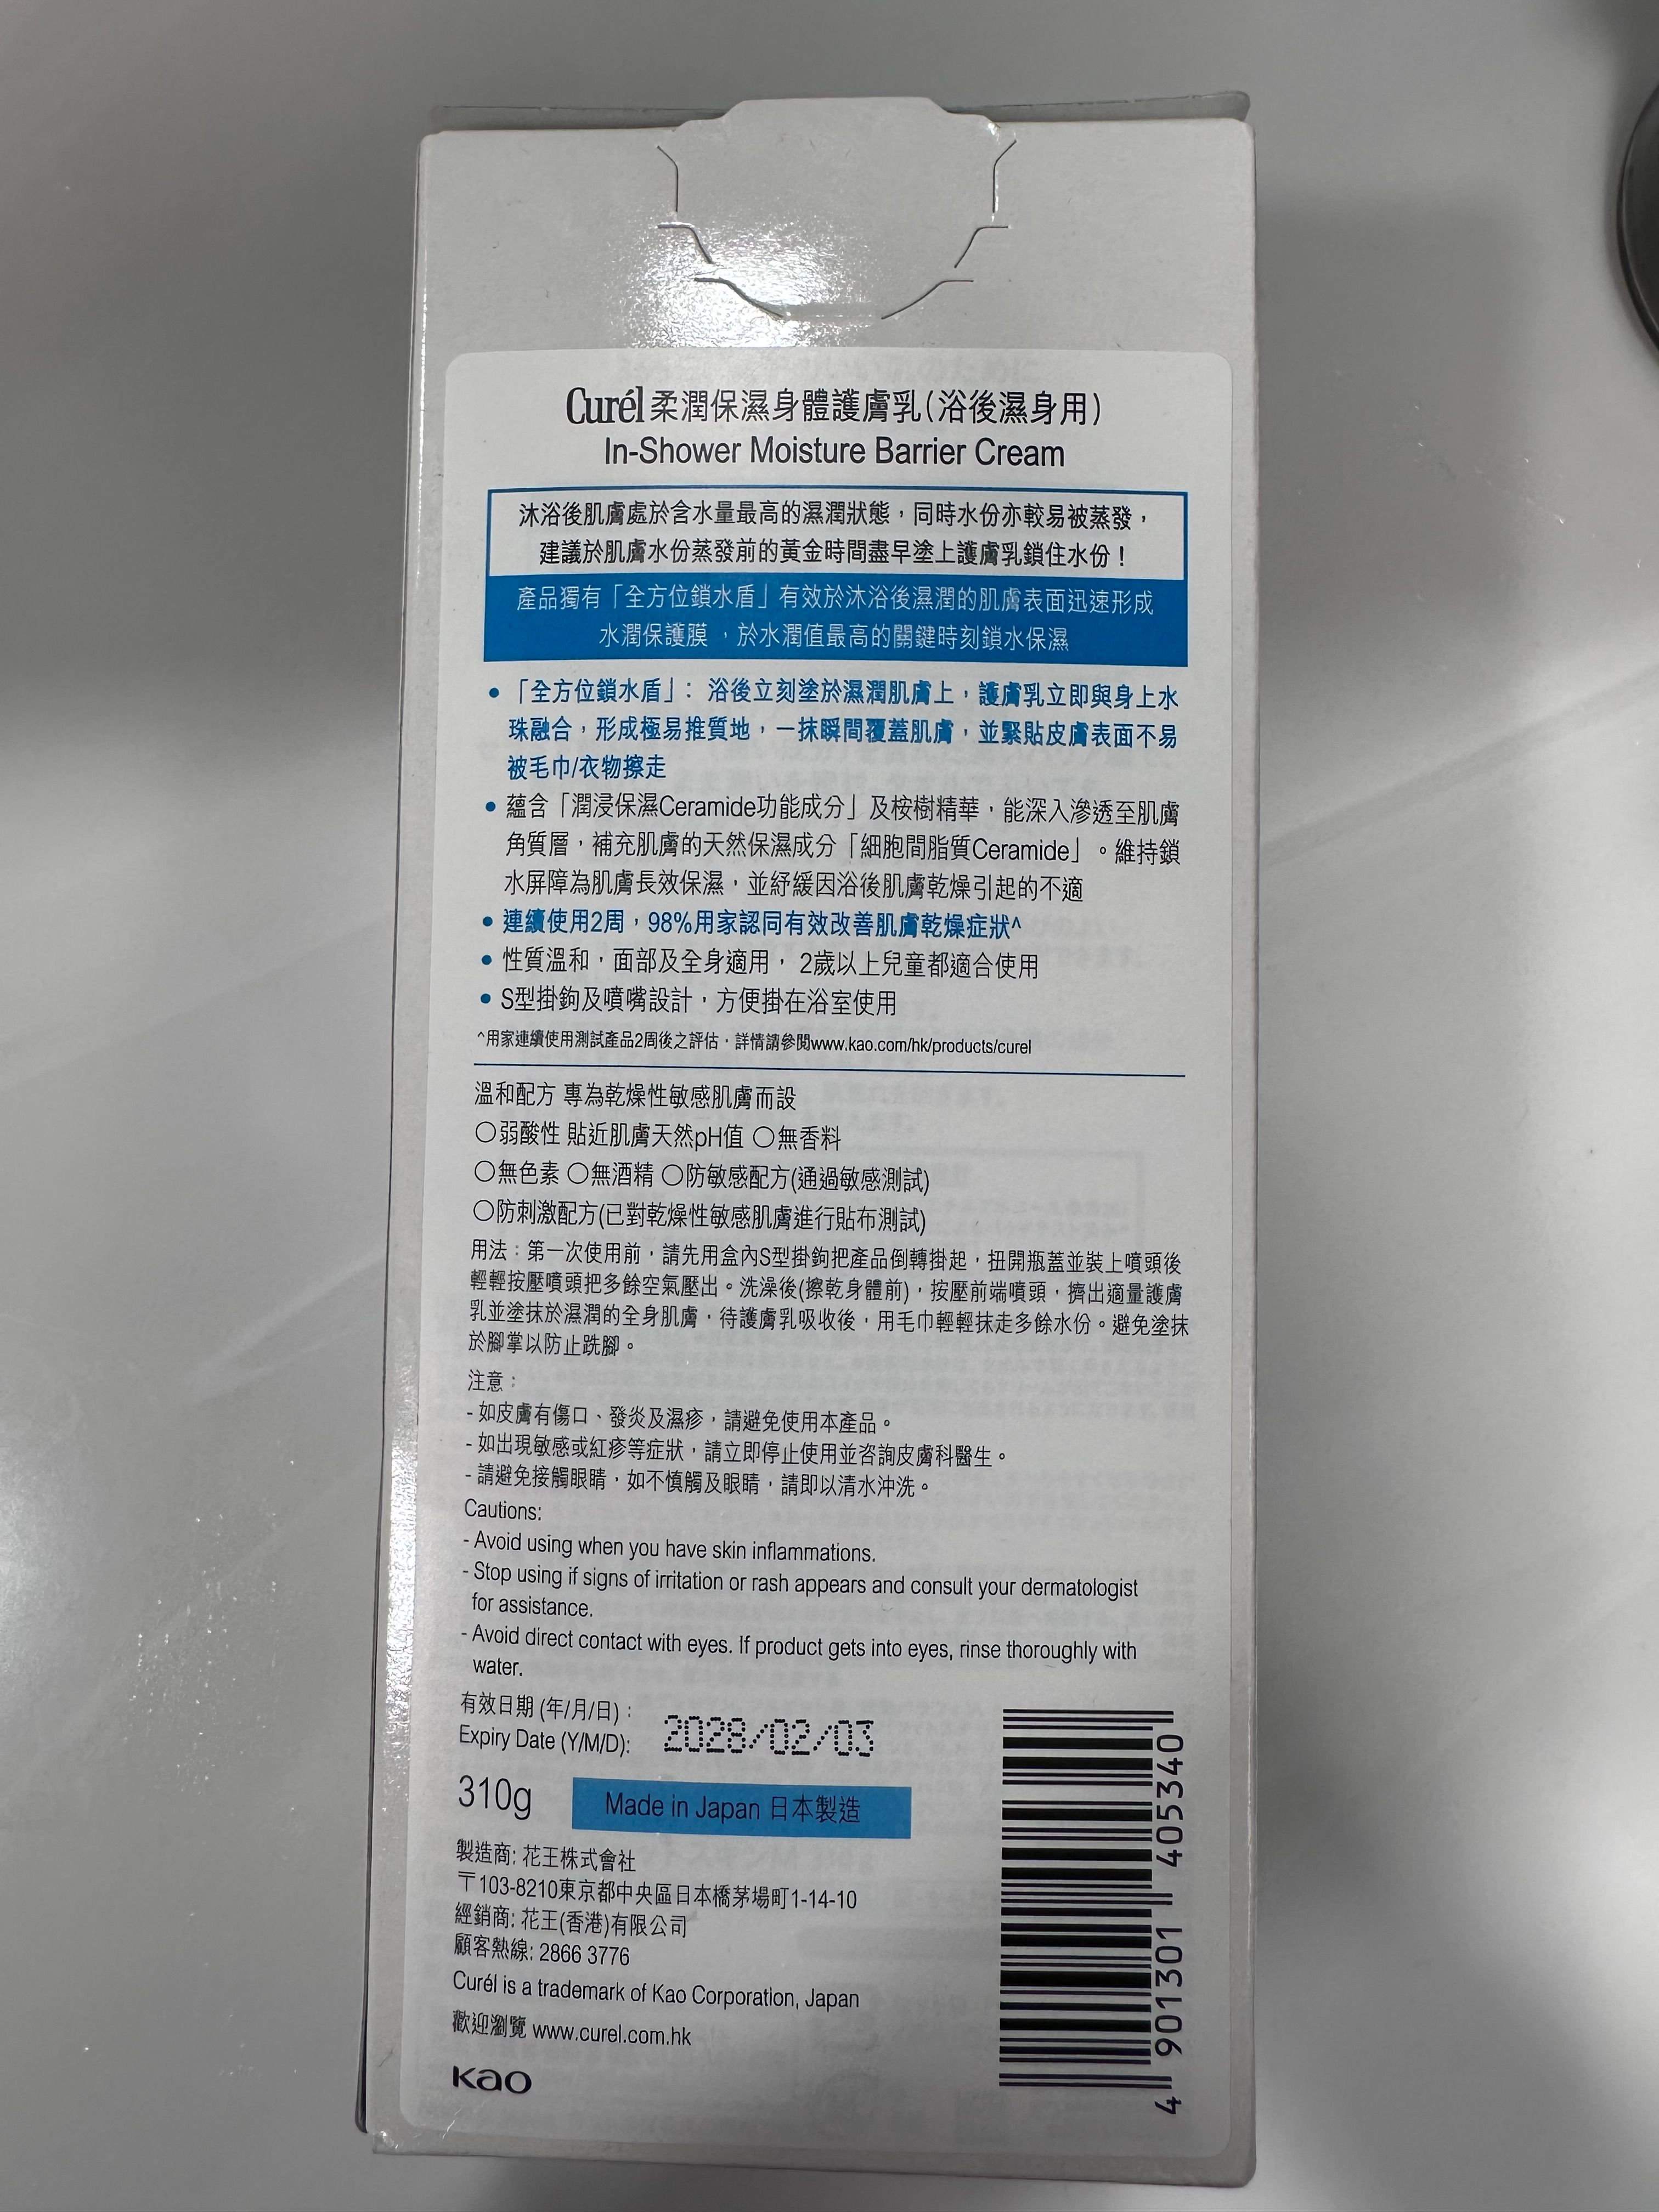 Curél 柔潤保濕身體護膚乳(浴後濕身用)
In-Shower Moisture Barrier Cream
沐浴後肌膚處於含水量最高的濕潤狀態，同時水份亦較易被蒸發，
建議於肌膚水份蒸發前的黃金時間盡早塗上護膚乳鎖住水份！
產品獨有「全方位鎖水盾」有效於沐浴後濕潤的肌膚表面迅速形成
水潤保護膜，於水潤值最高的關鍵時刻鎖水保濕
• 「全方位鎖水盾」： 浴後立刻塗於濕潤肌膚上，護膚乳立即與身上水
珠融合，形成極易推質地，一抹瞬間覆蓋肌膚，並緊貼皮膚表面不易
被毛巾/衣物擦走
• 蘊含「潤浸保濕Ceramide功能成分」及桉樹精華，能深入滲透至肌膚
角質層，補充肌膚的天然保濕成分「細胞間脂質Ceramide」。維持鎖
水屏障為肌膚長效保濕，並紓緩因浴後肌膚乾燥引起的不適
• 連續使用2周，98%用家認同有效改善肌膚乾燥症狀^
• 性質溫和，面部及全身適用， 2歲以上兒童都適合使用
• S型掛鉤及噴嘴設計，方便掛在浴室使用
^用家連續使用測試產品2周後之評估，詳情請參閱www.kao.com/hk/products/curel
溫和配方 專為乾燥性敏感肌膚而設
○弱酸性 貼近肌膚天然pH值 ○無香料
○無色素 ○無酒精 ○防敏感配方(通過敏感測試)
○防刺激配方(已對乾燥性敏感肌膚進行貼布測試)
用法：第一次使用前，請先用盒內S型掛鉤把產品倒轉掛起，扭開瓶蓋並裝上噴頭後
輕輕按壓噴頭把多餘空氣壓出。洗澡後(擦乾身體前)，按壓前端噴頭，擠出適量護膚
乳並塗抹於濕潤的全身肌膚，待護膚乳吸收後，用毛巾輕輕抹走多餘水份。避免塗抹
於腳掌以防止跣腳。
注意：
- 如皮膚有傷口、發炎及濕疹，請避免使用本產品。
- 如出現敏感或紅疹等症狀，請立即停止使用並咨詢皮膚科醫生。
- 請避免接觸眼睛，如不慎觸及眼睛，請即以清水沖洗。
Cautions:
- Avoid using when you have skin inflammations.
- Stop using if signs of irritation or rash appears and consult your dermatologist
for assistance.
- Avoid direct contact with eyes. If product gets into eyes, rinse thoroughly with
water.
有效日期 (年/月/日)：
Expiry Date (Y/M/D): 2028/02/03
310g Made in Japan 日本製造
製造商: 花王株式會社
〒103-8210東京都中央區日本橋茅場町1-14-10
經銷商: 花王(香港)有限公司
顧客熱線: 2866 3776
Curél is a trademark of Kao Corporation, Japan
歡迎瀏覽 www.curel.com.hk
Kao
4 901301 405340